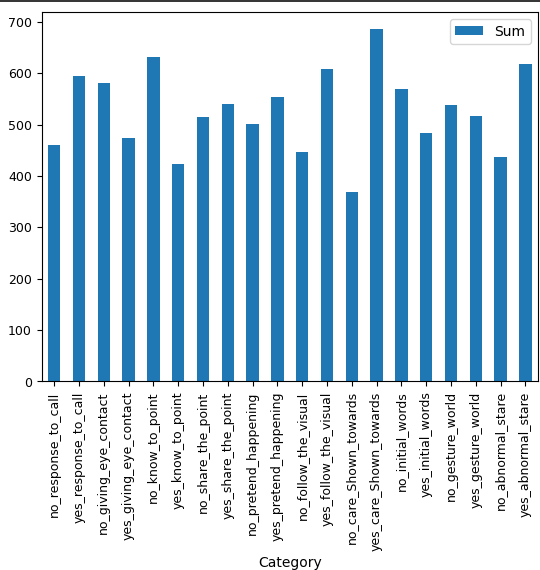 700
600
500
400
300
200
100
0
Sum
no_response_to_call
yes_response_to_call
no_giving_eye_contact
yes_giving_eye_contact
no_know_to_point
yes_know_to_point
no_share_the_point
yes_share_the_point
no_pretend_happening
yes_pretend_happening
no_follow_the_visual
yes_follow_the_visual
no_care_Shown_towards
yes_care_Shown_towards
no_initial_words
yes_initial_words
no_gesture_world
yes_gesture_world
no_abnormal_stare
yes_abnormal_stare
Category